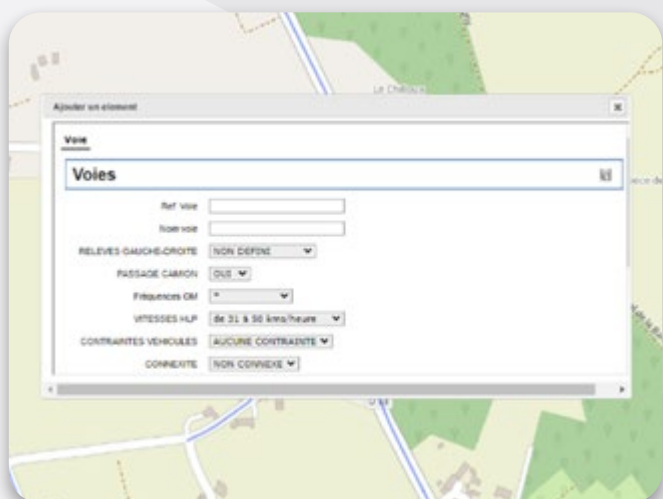 Ajouter un element
Voie
Voies
Ref Voie
Nom voie
RELEVES GAUCHE-DROITE NON DEFINI
PASSAGE CAMION OUI
Fréquences OM *
VITESSES HLP de 31 à 50 kms/heure
CONTRAINTES VEHICULES AUCUNE CONTRAINTE
CONNEXITE NON CONNEXE